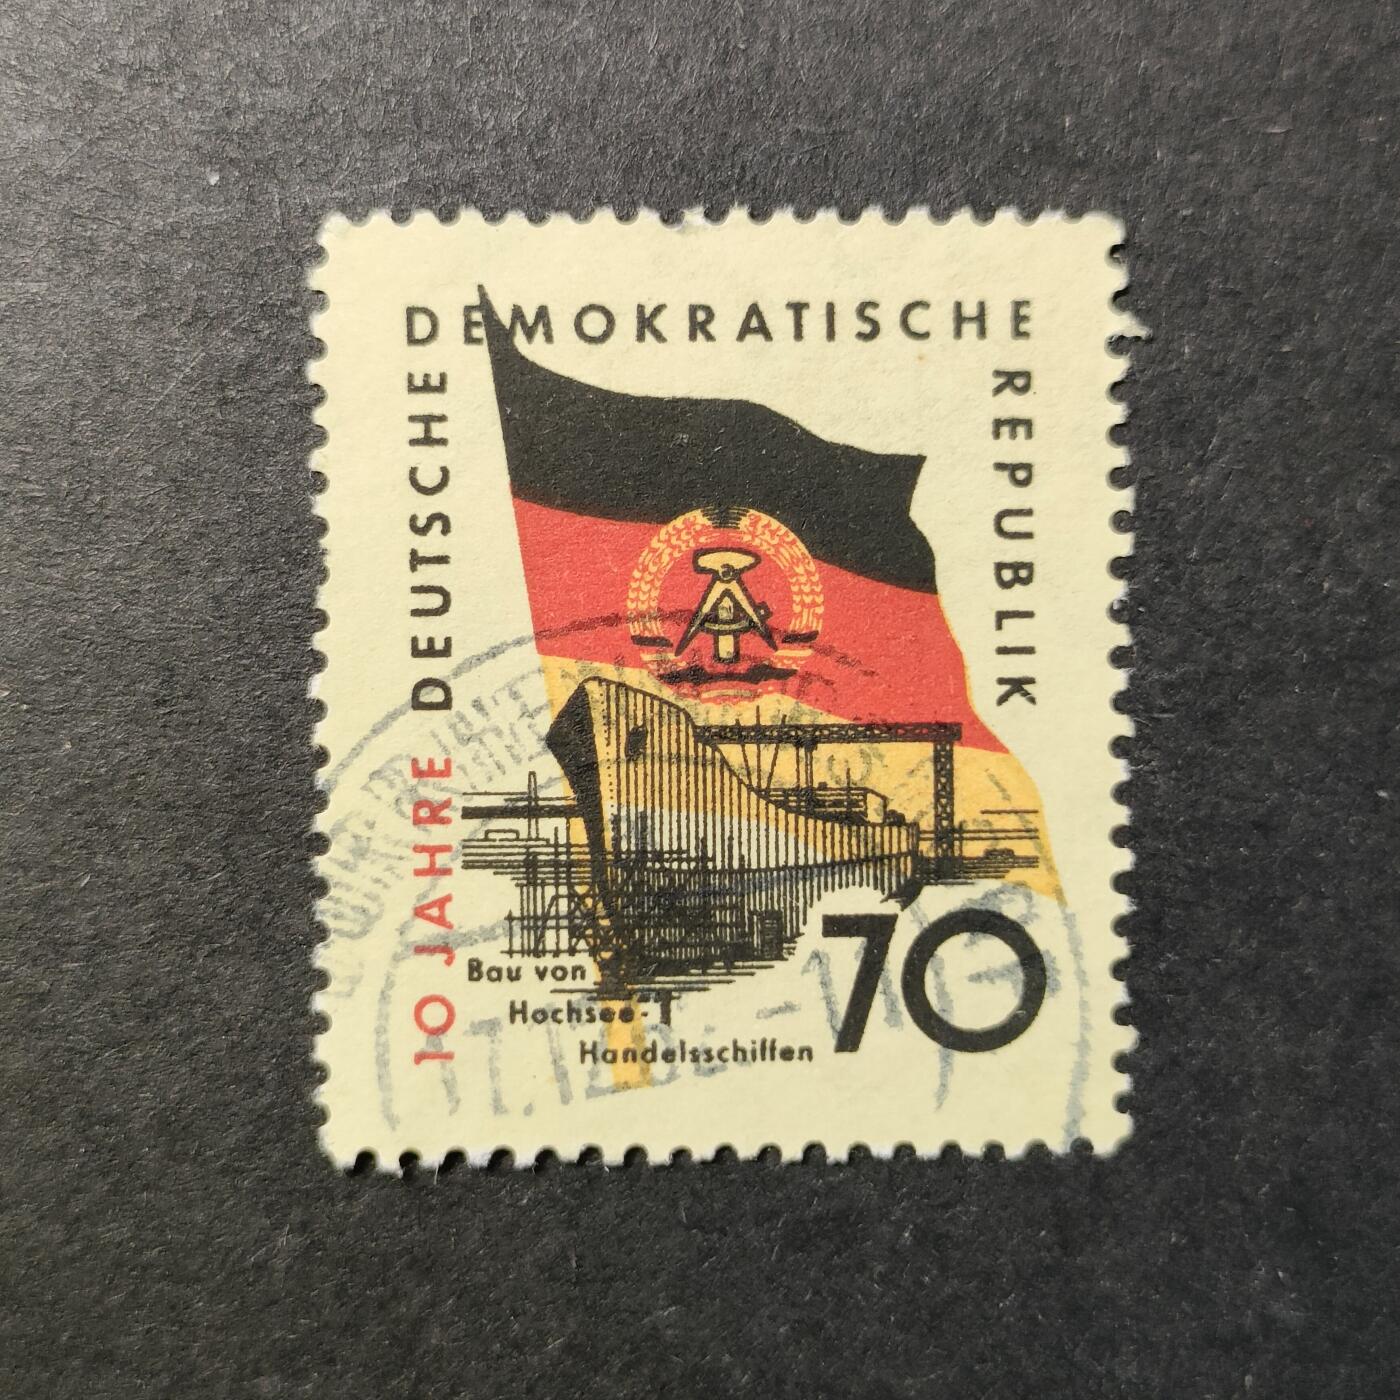 10 JAHRE DEUTSCHE
DEMOKRATISCHE
REPUBLIK
Bau von
Hochsee-
Handelsschiffen
70